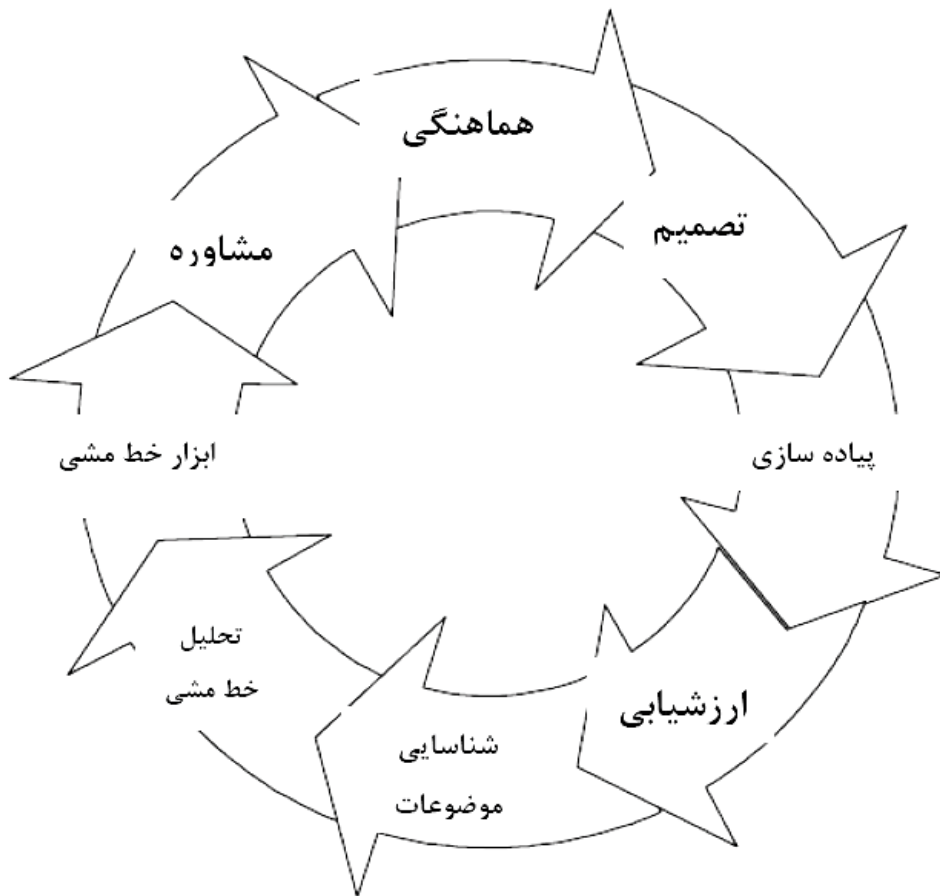 هماهنگی
تصمیم
مشاوره
پیاده سازی
ابزار خط مشی
تحلیل
خط مشی
ارزشیابی
شناسایی
موضوعات